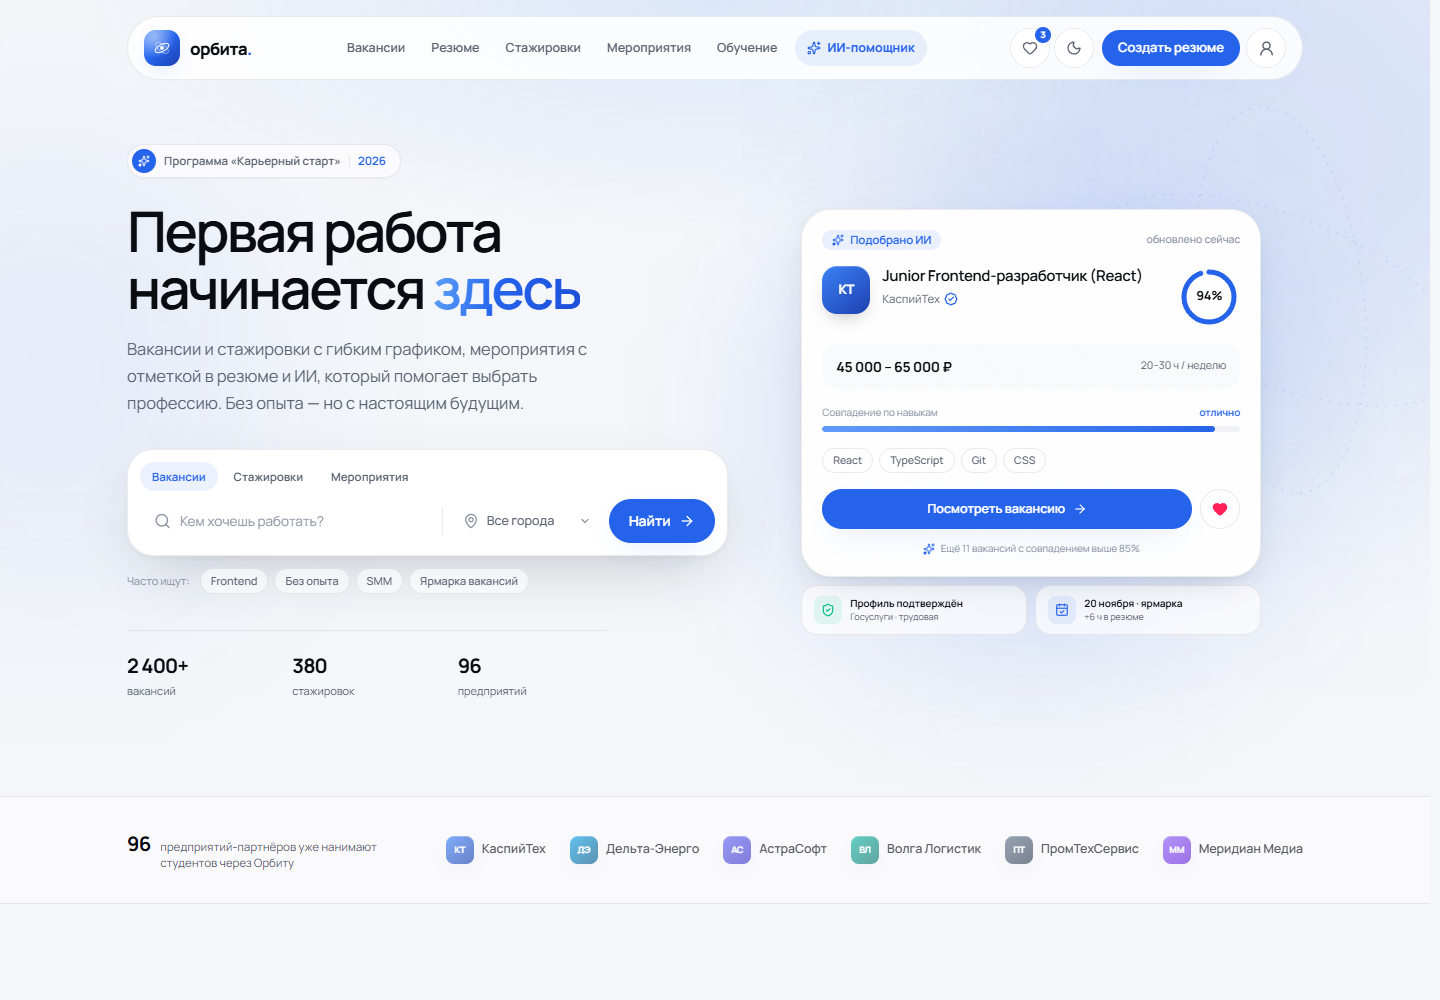 орбита.
Вакансии
Резюме
Стажировки
Мероприятия
Обучение
ИИ-помощник
3
Создать резюме
Программа «Карьерный старт» 2026
Первая работа
начинается здесь
Вакансии и стажировки с гибким графиком, мероприятия с
отметкой в резюме и ИИ, который помогает выбрать
профессию. Без опыта — но с настоящим будущим.
Вакансии
Стажировки
Мероприятия
Кем хочешь работать?
Все города
Найти
Часто ищут:
Frontend
Без опыта
SMM
Ярмарка вакансий
2 400+
вакансий
380
стажировок
96
предприятий
Подобрано ИИ
обновлено сейчас
КТ
Junior Frontend-разработчик (React)
КаспийТех
94%
45 000 – 65 000 ₽
20–30 ч / неделю
Совпадение по навыкам
отлично
React
TypeScript
Git
CSS
Посмотреть вакансию
Ещё 11 вакансий с совпадением выше 85%
Профиль подтверждён
Госуслуги · трудовая
20 ноября · ярмарка
+6 ч в резюме
96
предприятий-партнёров уже нанимают
студентов через Орбиту
КТ
КаспийТех
ДЭ
Дельта-Энерго
АС
АстраСофт
ВЛ
Волга Логистик
ПТ
ПромТехСервис
ММ
Меридиан Медиа